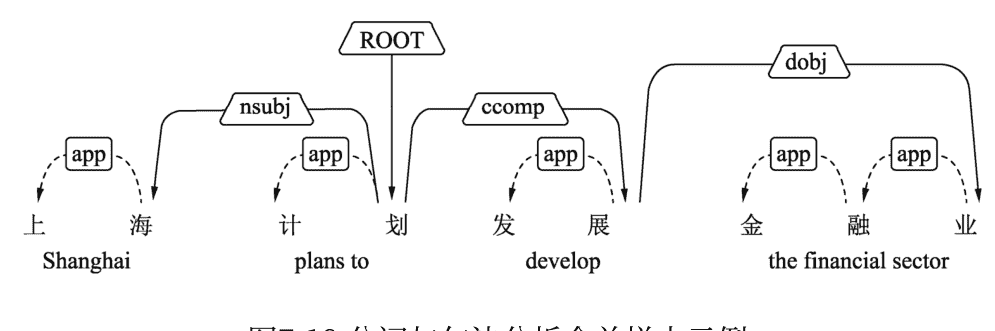 ROOT
dobj
nsubj
ccomp
app app app app app
上 海 计 划 发 展 金 融 业
Shanghai plans to develop the financial sector